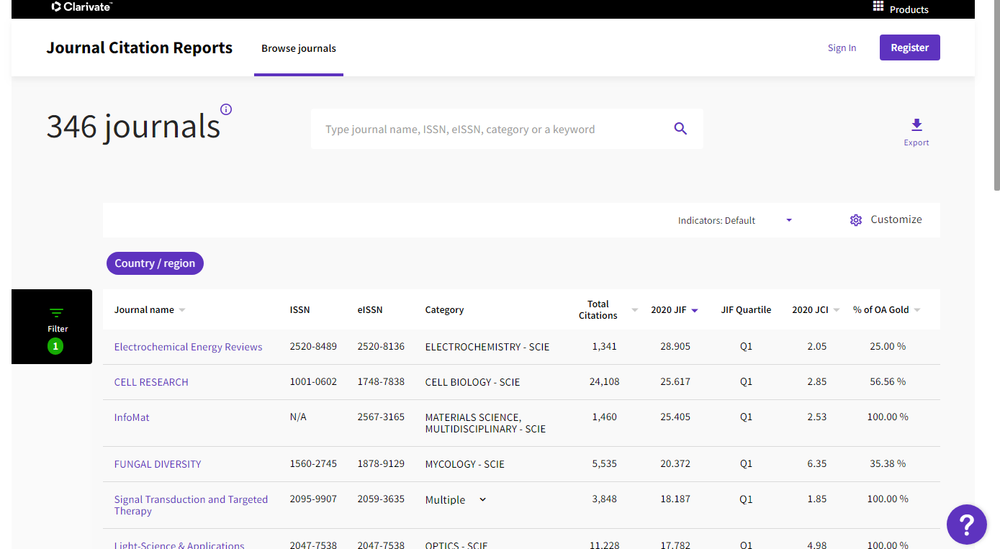 Clarivate™
Products
Journal Citation Reports
Browse journals
Sign In
Register
346 journals
Type journal name, ISSN, eISSN, category or a keyword
Export
Indicators: Default
Customize
Country / region
Filter
1
Journal name ISSN eISSN Category Total Citations 2020 JIF JIF Quartile 2020 JCI % of OA Gold
Electrochemical Energy Reviews 2520-8489 2520-8136 ELECTROCHEMISTRY - SCIE 1,341 28.905 Q1 2.05 25.00 %
CELL RESEARCH 1001-0602 1748-7838 CELL BIOLOGY - SCIE 24,108 25.617 Q1 2.85 56.56 %
InfoMat N/A 2567-3165 MATERIALS SCIENCE, 1,460 25.405 Q1 2.53 100.00 %
MULTIDISCIPLINARY - SCIE
FUNGAL DIVERSITY 1560-2745 1878-9129 MYCOLOGY - SCIE 5,535 20.372 Q1 6.35 35.38 %
Signal Transduction and Targeted 2095-9907 2059-3635 Multiple 3,848 18.187 Q1 1.85 100.00 %
Therapy
Light-Science & Applications 2047-7538 2047-7538 OPTICS - SCIE 11,228 17.782 Q1 4.98 100.00 %
?